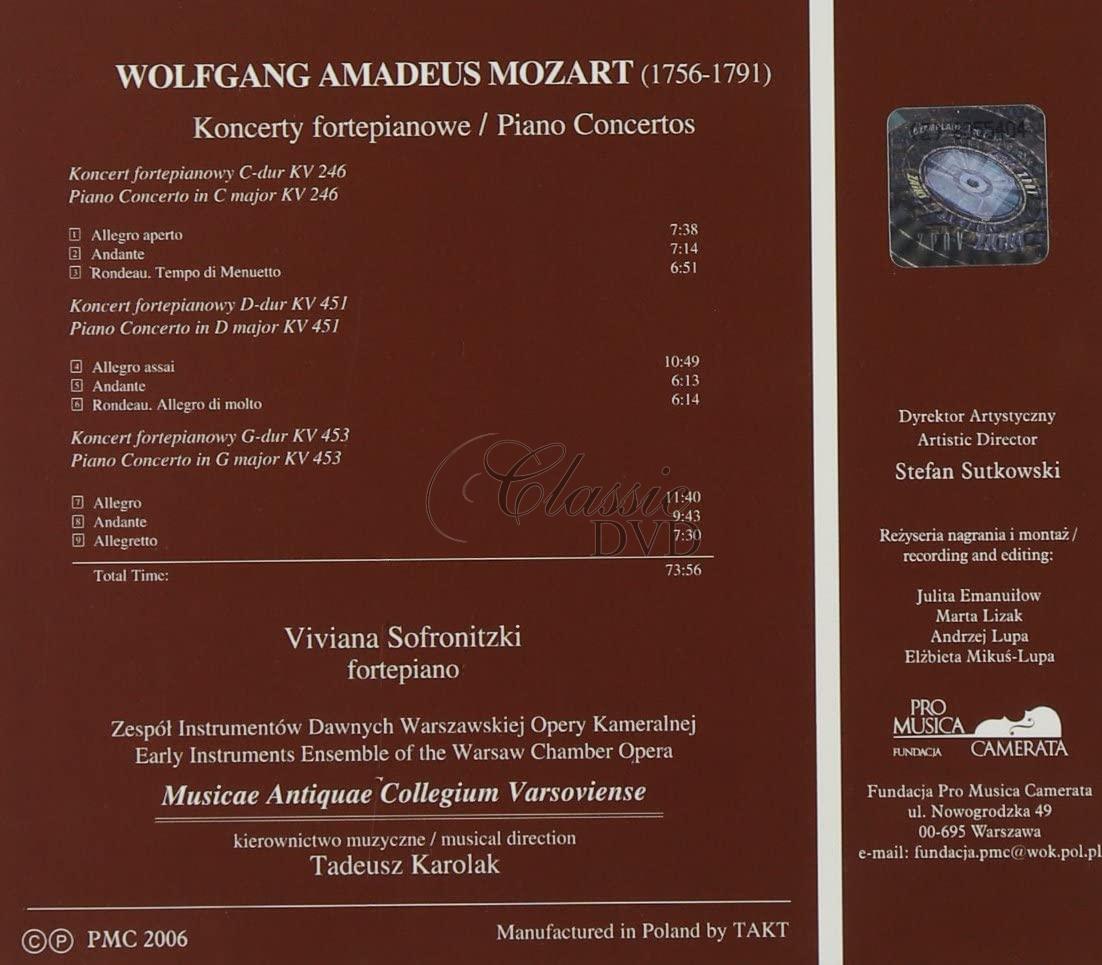 WOLFGANG AMADEUS MOZART (1756-1791)
Koncerty fortepianowe / Piano Concertos
Koncert fortepianowy C-dur KV 246
Piano Concerto in C major KV 246
1 Allegro aperto 7:38
2 Andante 7:14
3 Rondeau. Tempo di Menuetto 6:51
Koncert fortepianowy D-dur KV 451
Piano Concerto in D major KV 451
4 Allegro assai 10:49
5 Andante 6:13
6 Rondeau. Allegro di molto 6:14
Koncert fortepianowy G-dur KV 453
Piano Concerto in G major KV 453
7 Allegro 11:40
8 Andante 9:43
9 Allegretto 7:30
Total Time: 73:56
Classic
DVD
Viviana Sofronitzki
fortepiano
Zespół Instrumentów Dawnych Warszawskiej Opery Kameralnej
Early Instruments Ensemble of the Warsaw Chamber Opera
Musicae Antiquae Collegium Varsoviense
kierownictwo muzyczne / musical direction
Tadeusz Karolak
© ℗ PMC 2006
Manufactured in Poland by TAKT
Dyrektor Artystyczny
Artistic Director
Stefan Sutkowski
Reżyseria nagrania i montaż /
recording and editing:
Julita Emanuiłow
Marta Lizak
Andrzej Lupa
Elżbieta Mikuś-Lupa
PRO
MUSICA
FUNDACJA CAMERATA
Fundacja Pro Musica Camerata
ul. Nowogrodzka 49
00-695 Warszawa
e-mail: fundacja.pmc@wok.pol.pl